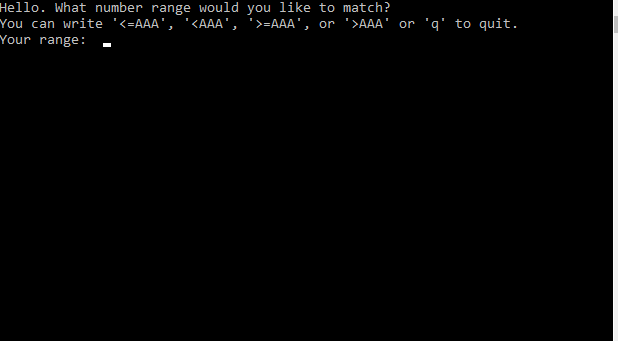 Hello. What number range would you like to match?
You can write '<=AAA', '<AAA', '>=AAA', or '>AAA' or 'q' to quit.
Your range: